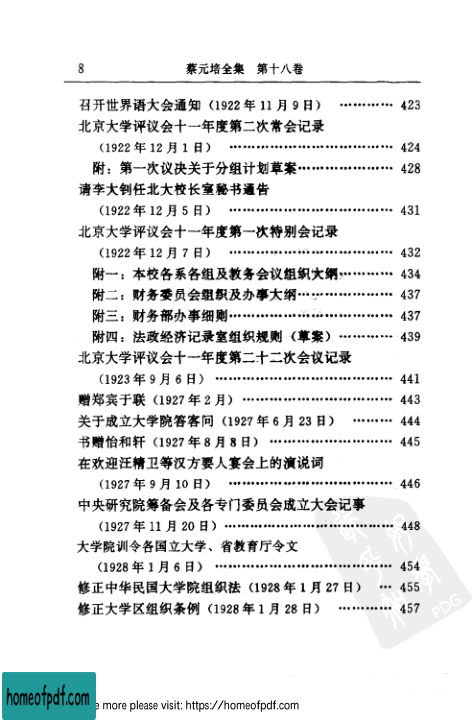 8 蔡元培全集 第十八卷
召开世界语大会通知（1922年11月9日） ………… 423
北京大学评议会十一年度第二次常会记录
（1922年12月1日） ………………………………… 424
附：第一次议决关于分组计划草案………………… 428
请李大钊任北大校长室秘书通告
（1922年12月5日） ………………………………… 431
北京大学评议会十一年度第一次特别会记录
（1922年12月7日） ………………………………… 432
附一：本校各系各组及教务会议组织大纲………… 434
附二：财务委员会组织及办事大纲………………… 437
附三：财务部办事细则……………………………… 437
附四：法政经济记录室组织规则（草案）………… 439
北京大学评议会十一年度第二十二次会议记录
（1923年9月6日） ………………………………… 441
赠郑宾于联（1927年2月）………………………… 443
关于成立大学院答客问（1927年6月23日） ……… 444
书赠怡和轩（1927年8月8日） …………………… 445
在欢迎汪精卫等汉方要人宴会上的演说词
（1927年9月10日） ………………………………… 446
中央研究院筹备会及各专门委员会成立大会记事
（1927年11月20日）………………………………… 448
大学院训令各国立大学、省教育厅令文
（1928年1月6日） ………………………………… 454
修正中华民国大学院组织法（1928年1月27日） … 455
修正大学区组织条例（1928年1月28日） ………… 457
PDG
homeofpdf.com
e more please visit: https://homeofpdf.com